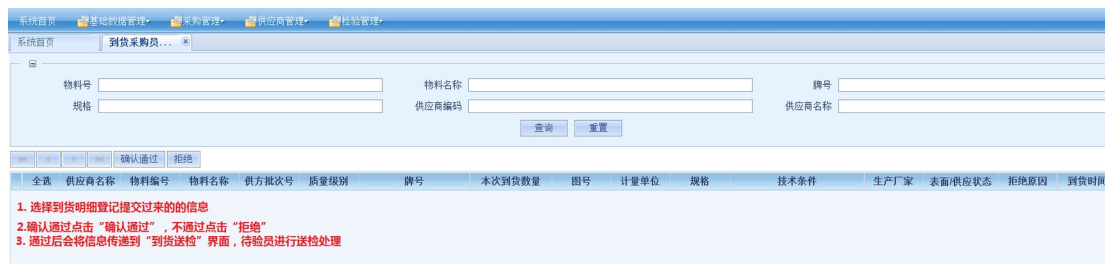 系统首页 基础数据管理 采购管理 供应商管理 检验管理
系统首页 到货采购员...
物料号 物料名称 牌号
规格 供应商编码 供应商名称
查询 重置
确认通过 拒绝
全选 供应商名称 物料编号 物料名称 供方批次号 质量级别 牌号 本次到货数量 图号 计量单位 规格 技术条件 生产厂家 表面/供应状态 拒绝原因 到货时间
1. 选择到货明细登记提交过来的的信息
2.确认通过点击“确认通过”，不通过点击“拒绝”
3. 通过后会将信息传递到“到货送检”界面，待验员进行送检处理